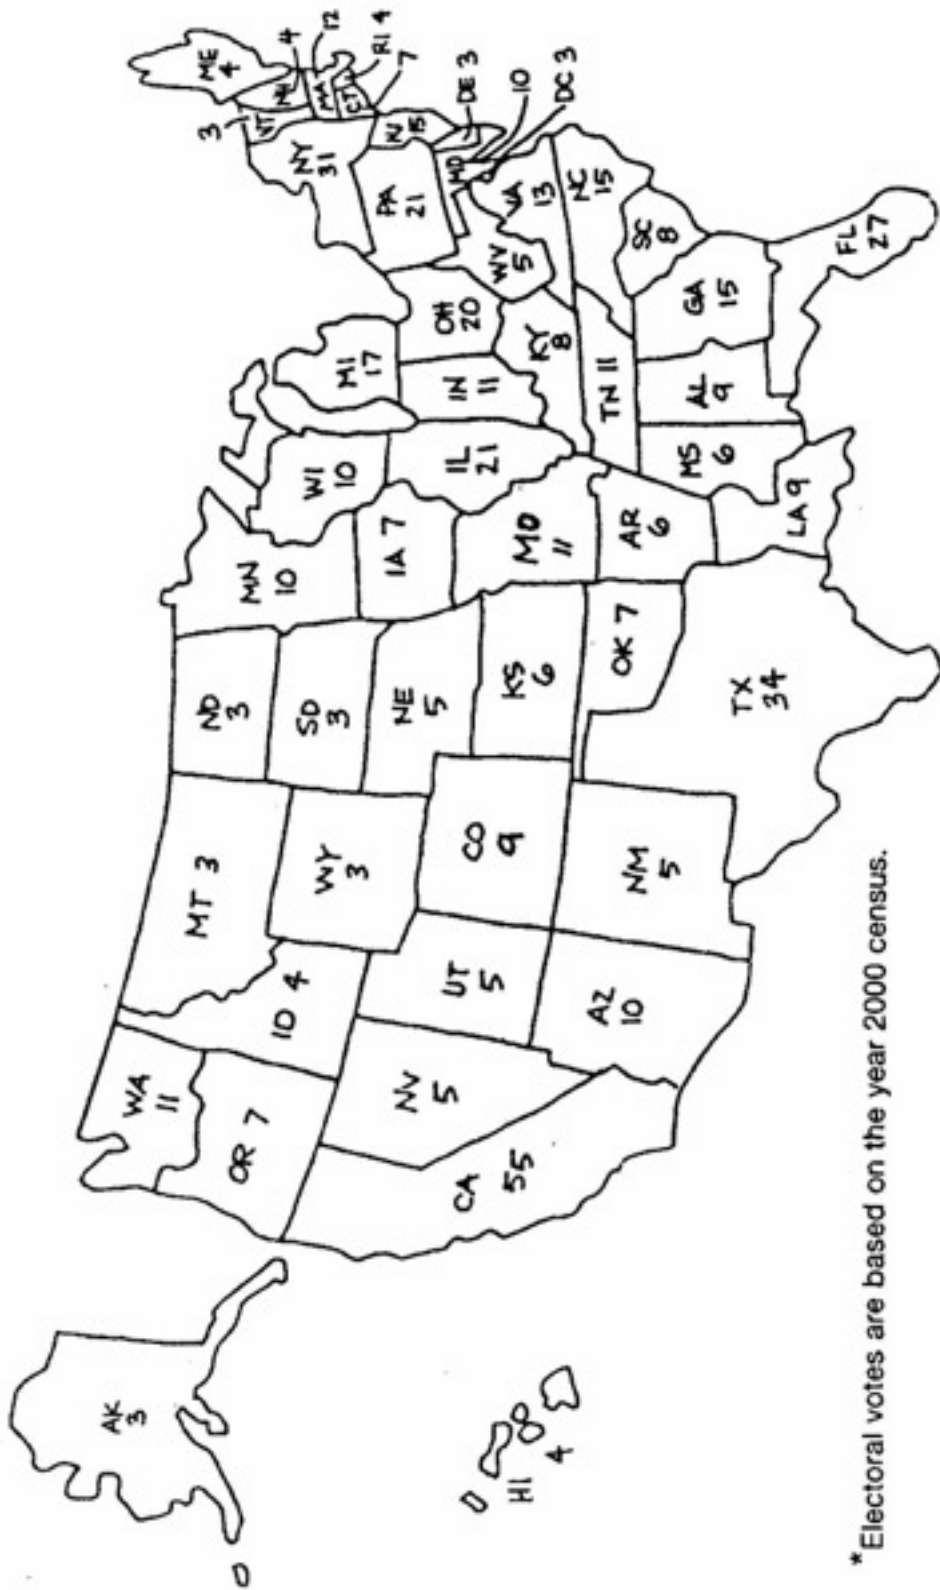 AK
3
HI
4
WA
11
OR 7
CA
55
NV
5
ID 4
MT 3
WY
3
UT
5
AZ
10
CO
9
NM
5
ND
3
SD
3
NE
5
KS
6
OK 7
TX
34
MN
10
IA 7
MO
11
AR
6
LA 9
WI
10
IL
21
MS
6
MI
17
IN
11
KY
8
TN 11
AL
9
OH
20
WV
5
GA
15
FL
27
SC
8
NC
15
VA
13
PA
21
NY
31
3
VT
NH
4
ME
4
MA
12
RI 4
CT
7
NJ
15
DE 3
MD
10
DC 3
*Electoral votes are based on the year 2000 census.